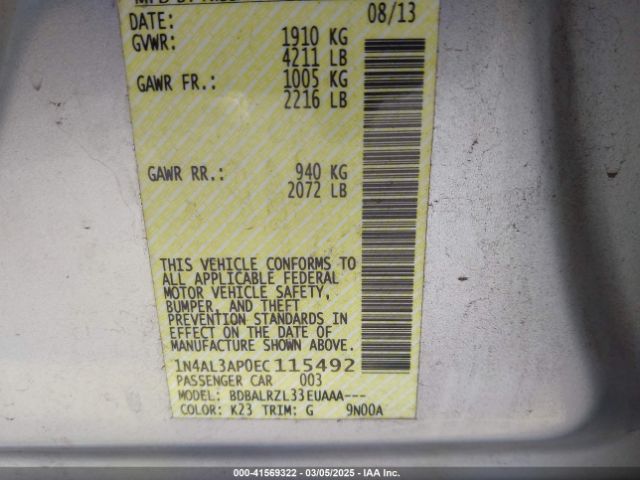 DATE: 08/13
GVWR: 1910 KG
4211 LB
GAWR FR.: 1005 KG
2216 LB
GAWR RR.: 940 KG
2072 LB
THIS VEHICLE CONFORMS TO
ALL APPLICABLE FEDERAL
MOTOR VEHICLE SAFETY,
BUMPER, AND THEFT
PREVENTION STANDARDS IN
EFFECT ON THE DATE OF
MANUFACTURE SHOWN ABOVE.
1N4AL3AP0EC115492
PASSENGER CAR 003
MODEL: BDBALRZL33EUAAA---
COLOR: K23 TRIM: G 9N00A
000-41569322 | 03/05/2025 | IAA Inc.